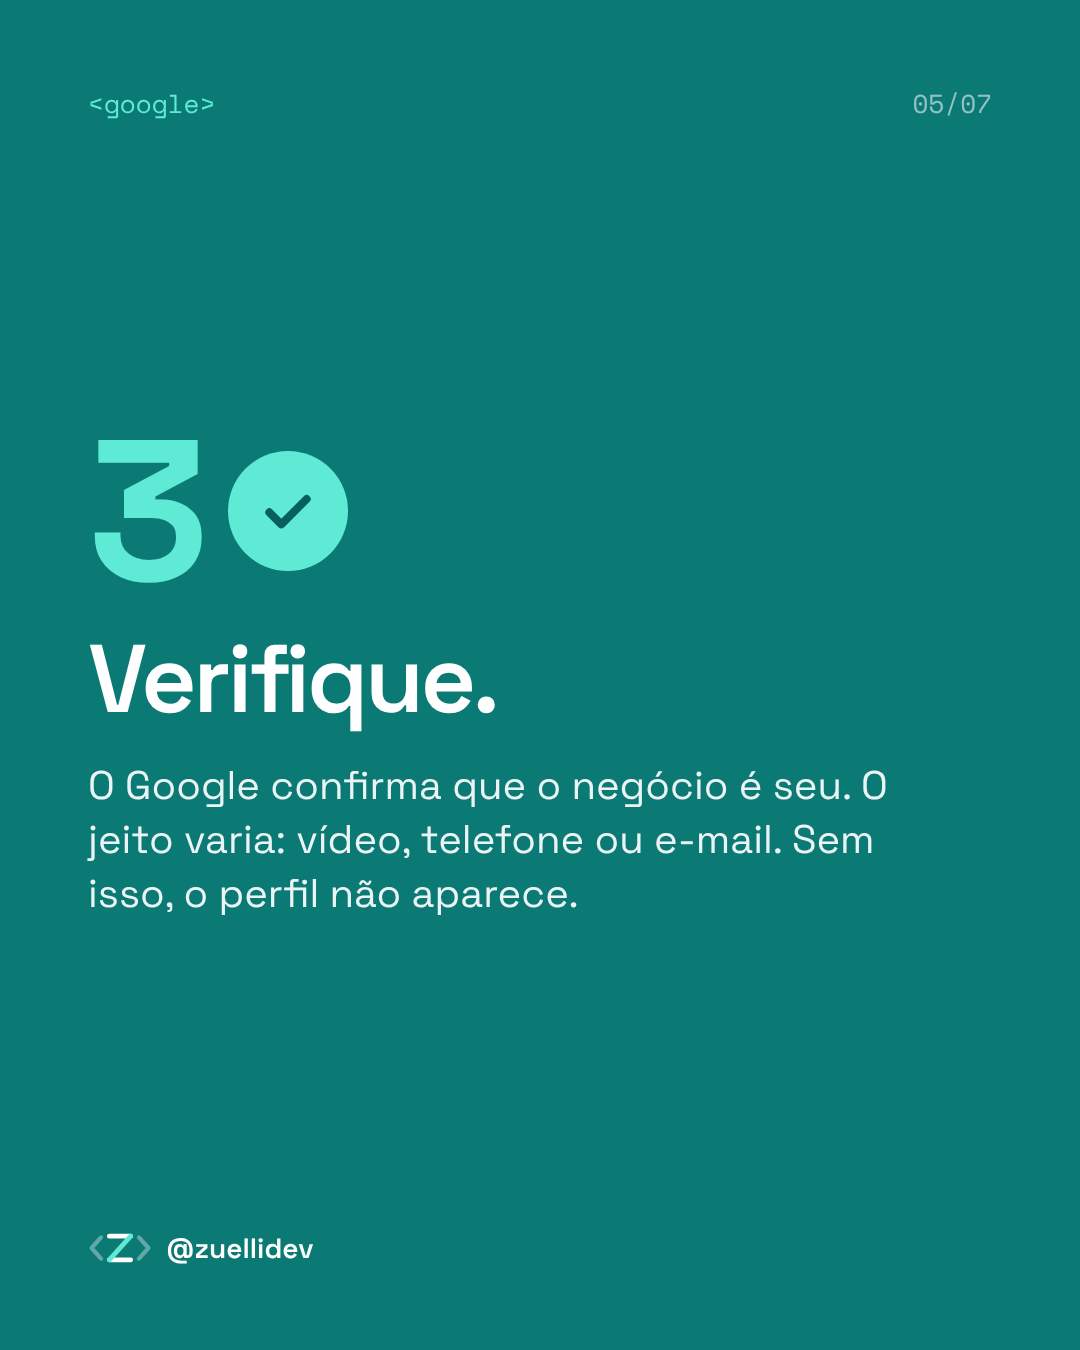 <google>
05/07
3
Verifique.
O Google confirma que o negócio é seu. O
jeito varia: vídeo, telefone ou e-mail. Sem
isso, o perfil não aparece.
<Z> @zuellidev